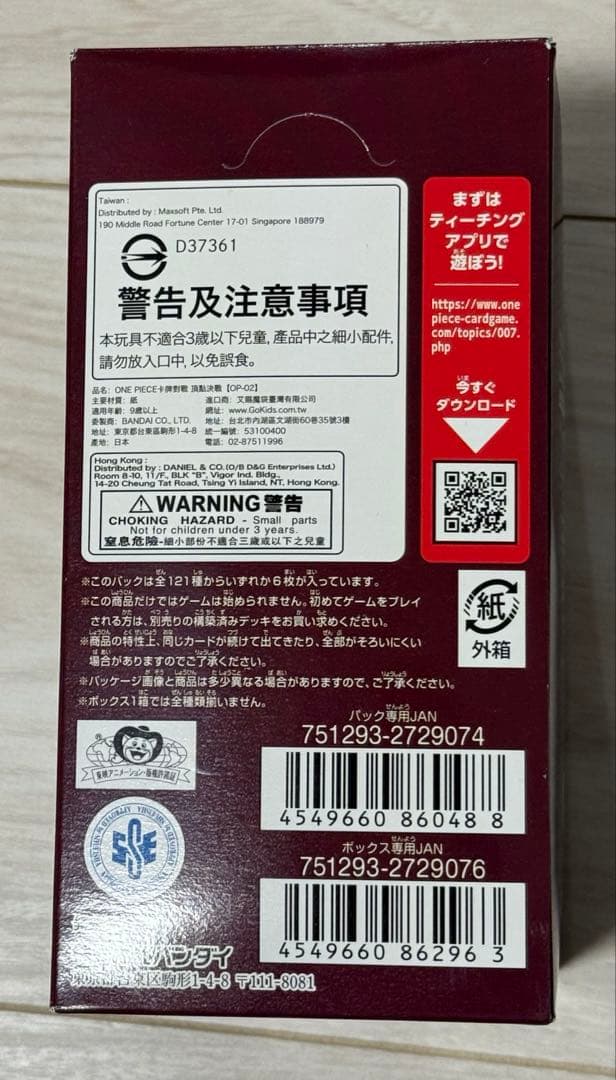 Taiwan :
Distributed by : Maxsoft Pte. Ltd.
190 Middle Road Fortune Center 17-01 Singapore 188979
D37361
警告及注意事項
本玩具不適合3歲以下兒童, 產品中之細小配件,
請勿放入口中, 以免誤食。
品名: ONE PIECE卡牌對戰 頂點決戰【OP-02】
主要材質: 紙
適用年齡: 9歲以上
委製商: BANDAI CO., LTD.
地址: 東京都台東區駒形1-4-8
產地: 日本
進口商: 艾賜魔袋臺灣有限公司
網址: www.GoKids.com.tw
地址: 台北市內湖區文湖街60巷35號3樓
統一編號: 53100400
電話: 02-87511996
Hong Kong :
Distributed by : DANIEL & CO.(O/B D&G Enterprises Ltd.)
Room 8-10, 11/F., BLK "B", Vigor Ind. Bldg.,
14-20 Cheung Tat Road, Tsing Yi Island, NT, Hong Kong.
WARNING 警告
CHOKING HAZARD - Small parts
Not for children under 3 years.
窒息危險-細小部份不適合三歲或以下之兒童
まずは
ティーチング
アプリで
遊ぼう!
https://www.one
piece-cardgame.
com/topics/007.
php
今すぐ
ダウンロード
※このパックは全121種からいずれか6枚が入っています。
※この商品だけではゲームは始められません。初めてゲームをプレイ
される方は、別売りの構築済みデッキをお買い求めください。
※商品の特性上、同じカードが続けて出てきたり、全部がそろいにくい
場合がありますのでご了承ください。
※パッケージ画像と商品は多少異なる場合がありますので、ご了承ください。
※ボックス1箱では全種類揃いません。
紙
外箱
パック専用JAN
751293-2729074
4549660 86048 8
ボックス専用JAN
751293-2729076
4549660 86296 3
東映アニメーション・版権許諾証
バンダイ
東京都台東区駒形1-4-8 〒111-8081